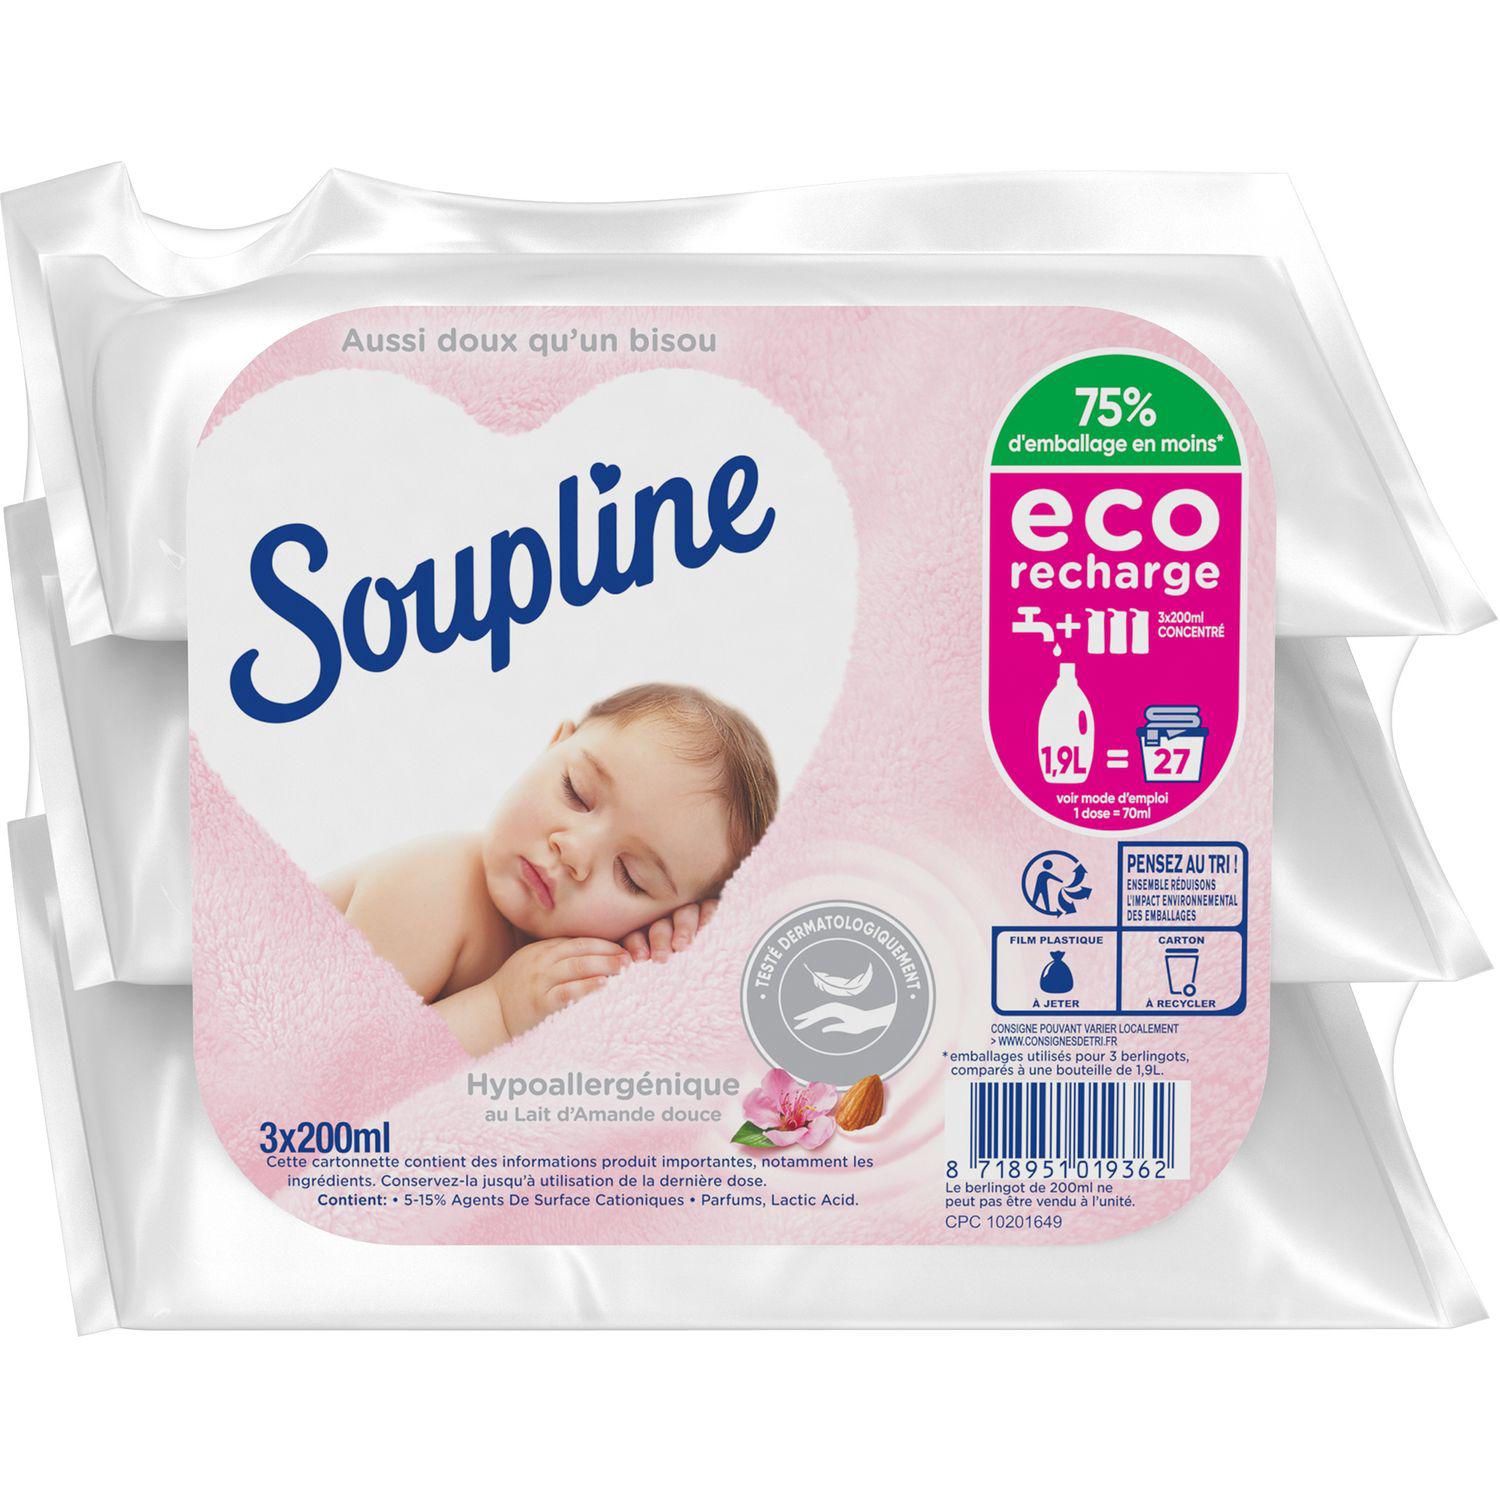 Aussi doux qu'un bisou
Soupline
75%
d'emballage en moins*
eco
recharge
+
3x200ml
CONCENTRÉ
1,9L = 27
voir mode d'emploi
1 dose = 70ml
PENSEZ AU TRI !
ENSEMBLE RÉDUISONS
L'IMPACT ENVIRONNEMENTAL
DES EMBALLAGES
FILM PLASTIQUE
À JETER
CARTON
À RECYCLER
CONSIGNE POUVANT VARIER LOCALEMENT
> WWW.CONSIGNESDETRI.FR
*emballages utilisés pour 3 berlingots,
comparés à une bouteille de 1,9L.
• TESTÉ DERMATOLOGIQUEMENT •
Hypoallergénique
au Lait d'Amande douce
3x200ml
Cette cartonnette contient des informations produit importantes, notamment les
ingrédients. Conservez-la jusqu'à utilisation de la dernière dose.
Contient: • 5-15% Agents De Surface Cationiques • Parfums, Lactic Acid.
8 718951 019362
Le berlingot de 200ml ne
peut pas être vendu à l'unité.
CPC 10201649